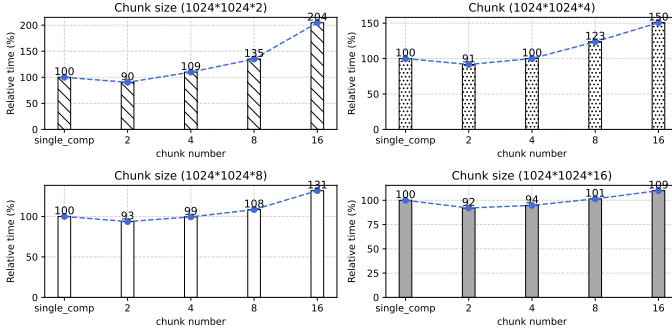 Chunk size (1024*1024*2)
Relative time (%)
200
150
100
50
0
100
90
109
135
204
single_comp 2 4 8 16
chunk number
Chunk size (1024*1024*4)
Relative time (%)
150
100
50
0
100
91
100
123
150
single_comp 2 4 8 16
chunk number
Chunk size (1024*1024*8)
Relative time (%)
100
50
0
100
93
99
108
131
single_comp 2 4 8 16
chunk number
Chunk size (1024*1024*16)
Relative time (%)
100
75
50
25
0
100
92
94
101
109
single_comp 2 4 8 16
chunk number